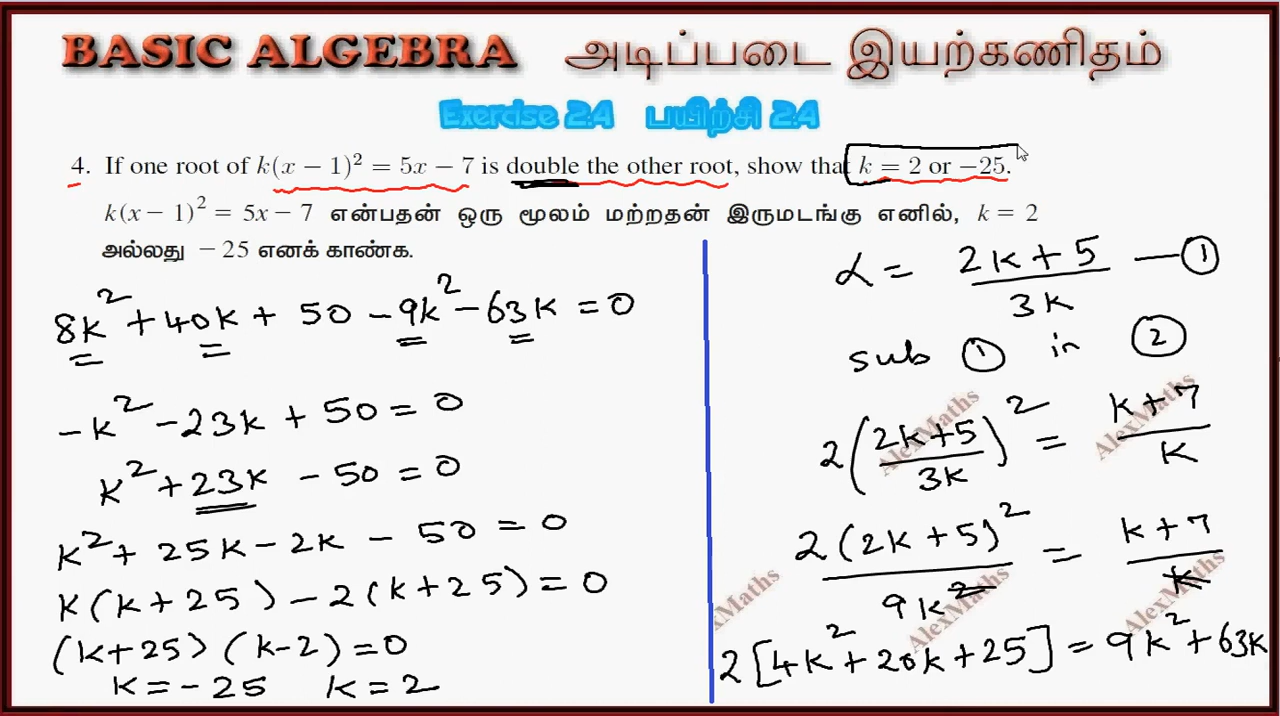 BASIC ALGEBRA அடிப்படை இயற்கணிதம்
Exercise 2.4 பயிற்சி 2.4
4. If one root of k(x − 1)² = 5x − 7 is double the other root, show that k = 2 or −25.
k(x − 1)² = 5x − 7 என்பதன் ஒரு மூலம் மற்றதன் இருமடங்கு எனில், k = 2
அல்லது − 25 எனக் காண்க.
8k² + 40k + 50 − 9k² − 63k = 0
−k² − 23k + 50 = 0
k² + 23k − 50 = 0
k² + 25k − 2k − 50 = 0
k(k + 25) − 2(k + 25) = 0
(k+25) (k−2) = 0
k = −25 k = 2
α = (2k + 5)/(3k) — ①
sub ① in ②
2((2k+5)/(3k))² = (k+7)/k
2(2k + 5)²/(9k²) = (k+7)/k
2[4k² + 20k + 25] = 9k² + 63k
AlexMaths
AlexMaths
AlexMaths
AlexMaths
AlexMaths